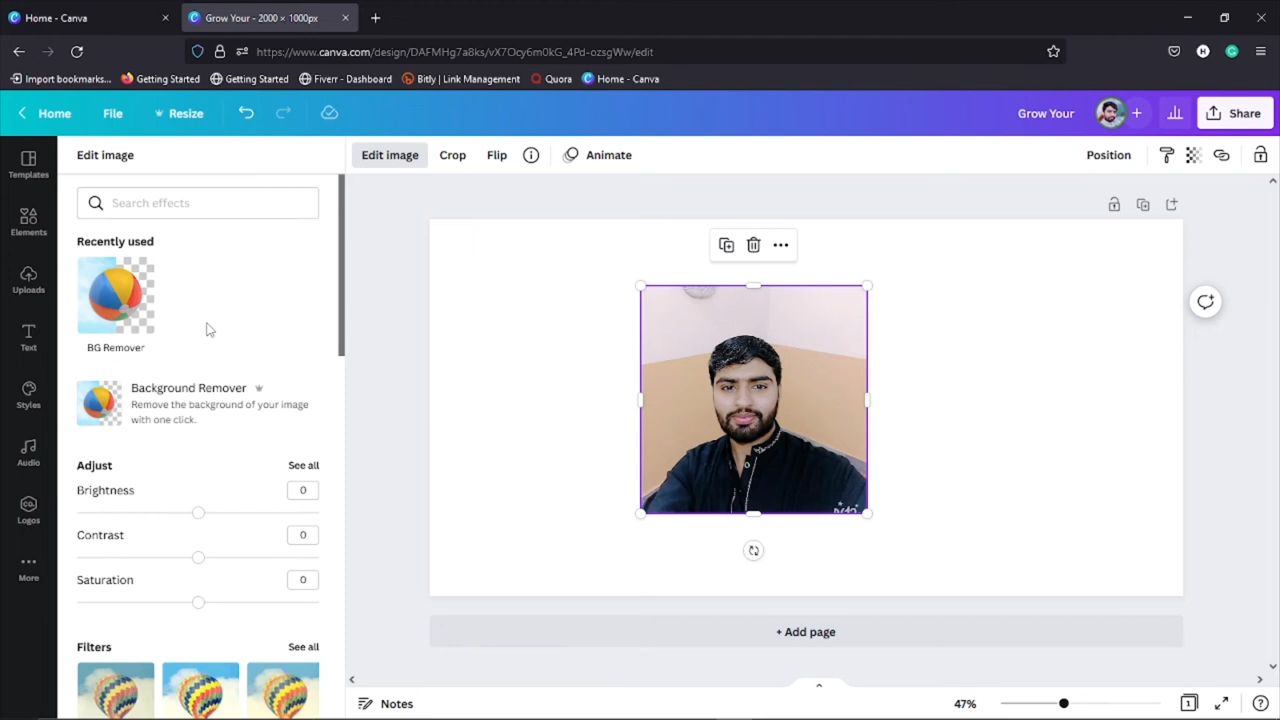 Home - Canva
Grow Your - 2000 × 1000px
https://www.canva.com/design/DAFMHg7a8ks/vX7Ocy6m0kG_4Pd-ozsgWw/edit
Import bookmarks...
Getting Started
Getting Started
Fiverr - Dashboard
Bitly | Link Management
Quora
Home - Canva
Home
File
Resize
Grow Your
Share
Templates
Elements
Uploads
Text
Styles
Audio
CO.
Logos
More
Edit image
Search effects
Recently used
BG Remover
Background Remover
Remove the background of your image
with one click.
Adjust
See all
Brightness
0
Contrast
0
Saturation
0
Filters
See all
Edit image
Crop
Flip
Animate
Position
+ Add page
Notes
47%
1